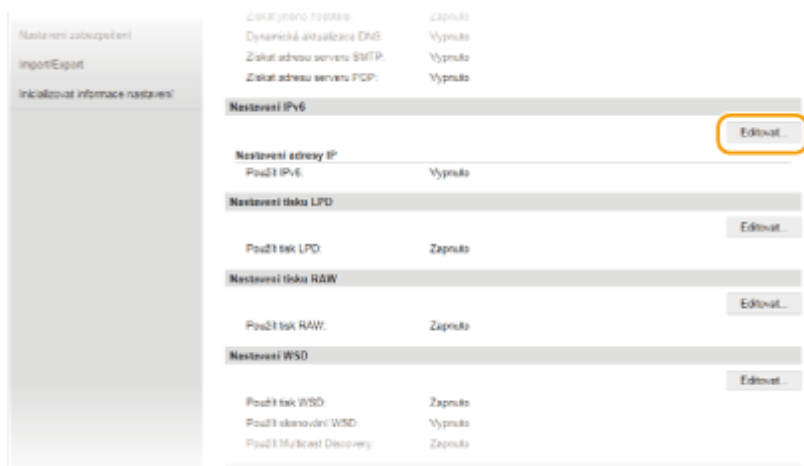 Získat jméno hostitele: Zapnuto
Nastavení zabezpečení
Dynamická aktualizace DNS: Vypnuto
Import/Export
Získat adresu serveru SMTP: Vypnuto
Získat adresu serveru POP: Vypnuto
Inicializovat informace nastavení
Nastavení IPv6
Editovat...
Nastavení adresy IP
Použít IPv6: Vypnuto
Nastavení tisku LPD
Editovat...
Použít tisk LPD: Zapnuto
Nastavení tisku RAW
Editovat...
Použít tisk RAW: Zapnuto
Nastavení WSD
Editovat...
Použít tisk WSD: Zapnuto
Použít skenování WSD: Vypnuto
Použít Multicast Discovery: Zapnuto